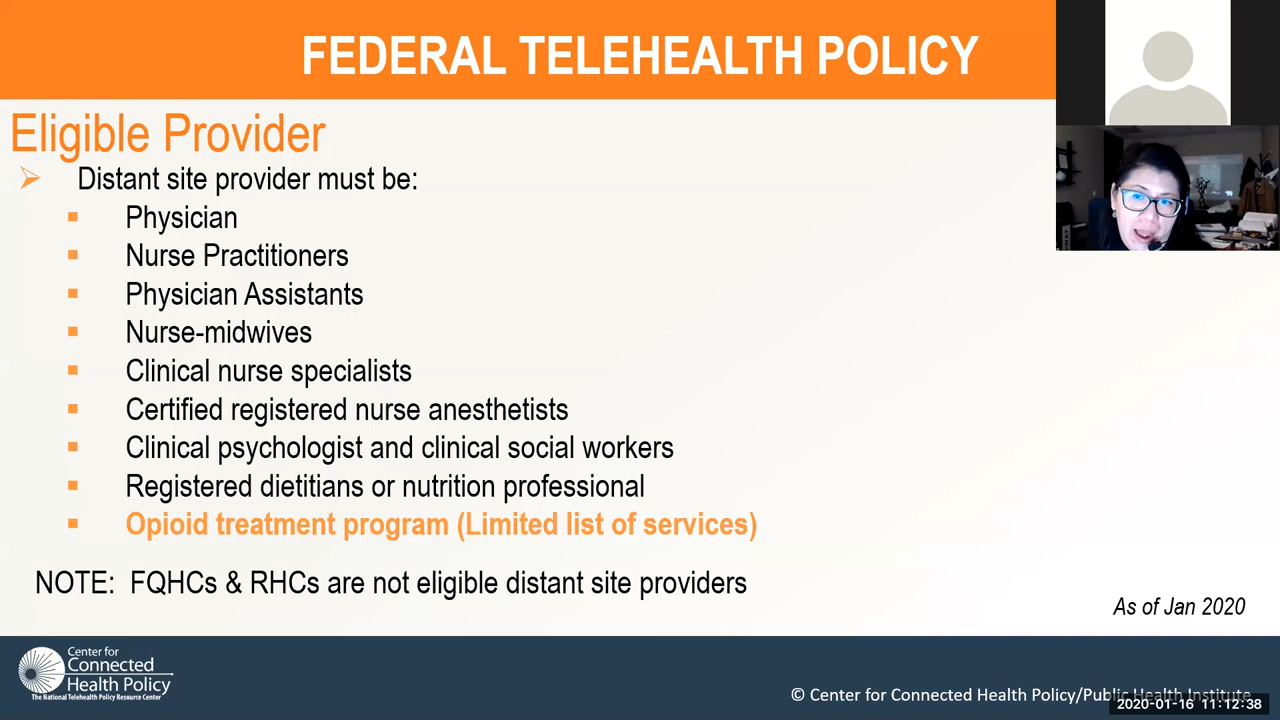 FEDERAL TELEHEALTH POLICY
Eligible Provider
Distant site provider must be:
Physician
Nurse Practitioners
Physician Assistants
Nurse-midwives
Clinical nurse specialists
Certified registered nurse anesthetists
Clinical psychologist and clinical social workers
Registered dietitians or nutrition professional
Opioid treatment program (Limited list of services)
NOTE: FQHCs & RHCs are not eligible distant site providers
As of Jan 2020
Center for
Connected
Health Policy
The National Telehealth Policy Resource Center
© Center for Connected Health Policy/Public Health Institute
2020-01-16 11:12:38